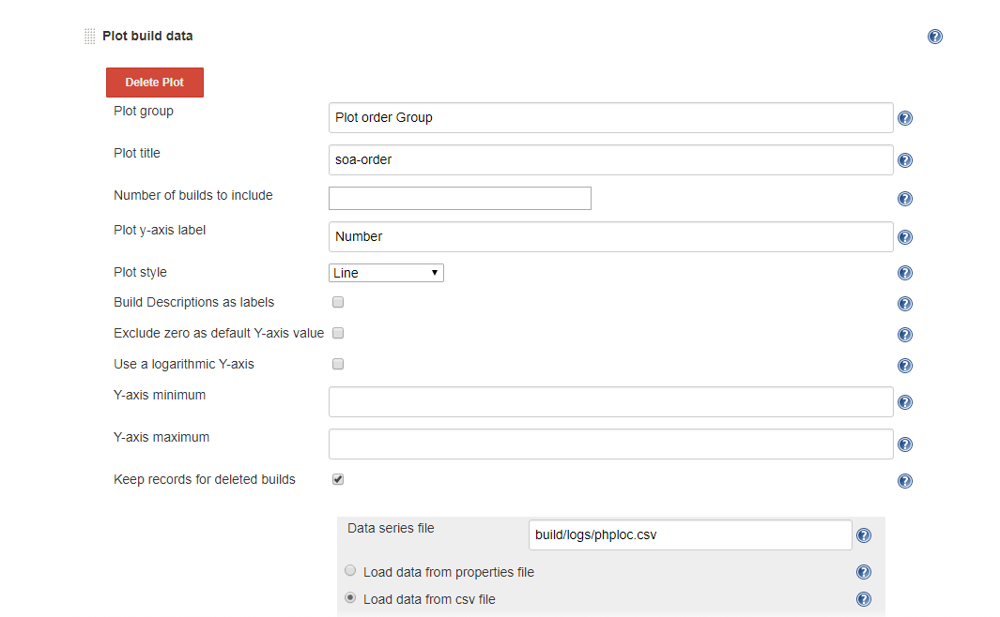 Plot build data
Delete Plot
Plot group
Plot order Group
Plot title
soa-order
Number of builds to include
Plot y-axis label
Number
Plot style
Line
Build Descriptions as labels
Exclude zero as default Y-axis value
Use a logarithmic Y-axis
Y-axis minimum
Y-axis maximum
Keep records for deleted builds
Data series file
build/logs/phploc.csv
Load data from properties file
Load data from csv file